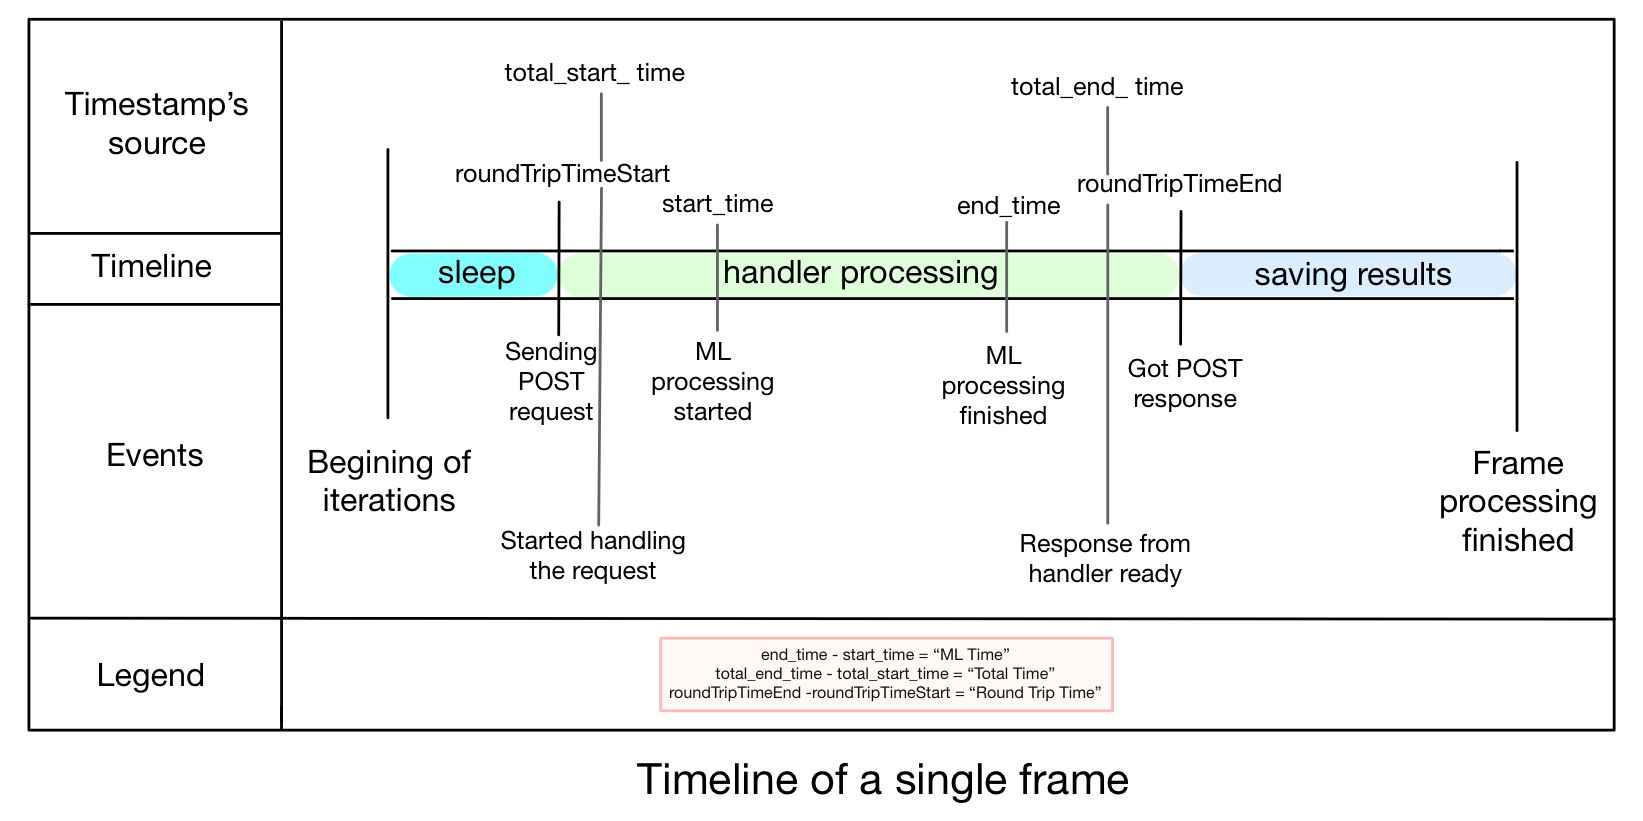 Timestamp’s
source
total_start_ time
total_end_ time
roundTripTimeStart
roundTripTimeEnd
start_time
end_time
Timeline
sleep
handler processing
saving results
Events
Sending
POST
request
ML
processing
started
ML
processing
finished
Got POST
response
Begining of
iterations
Frame
processing
finished
Started handling
the request
Response from
handler ready
Legend
end_time - start_time = “ML Time”
total_end_time - total_start_time = “Total Time”
roundTripTimeEnd -roundTripTimeStart = “Round Trip Time”
Timeline of a single frame